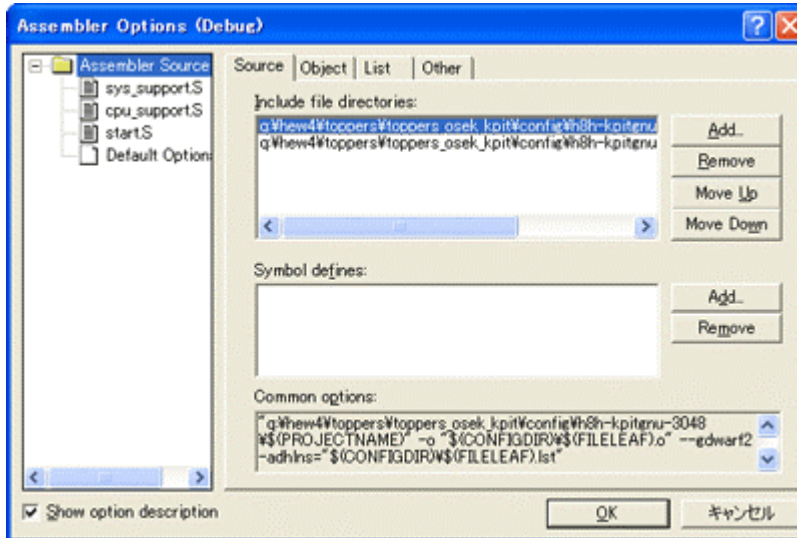 Assembler Options (Debug)
Assembler Source
sys_support.S
cpu_support.S
start.S
Default Option
Source Object List Other
Include file directories:
q:¥hew4¥toppers¥toppers_osek_kpit¥config¥h8h-kpitgnu
q:¥hew4¥toppers¥toppers_osek_kpit¥config¥h8h-kpitgnu
Add...
Remove
Move Up
Move Down
Symbol defines:
Add...
Remove
Common options:
"q:¥hew4¥toppers¥toppers_osek_kpit¥config¥h8h-kpitgnu-3048
¥$(PROJECTNAME)" -o "$(CONFIGDIR)¥$(FILELEAF).o" --gdwarf2
-adhlns="$(CONFIGDIR)¥$(FILELEAF).lst"
Show option description
OK
キャンセル